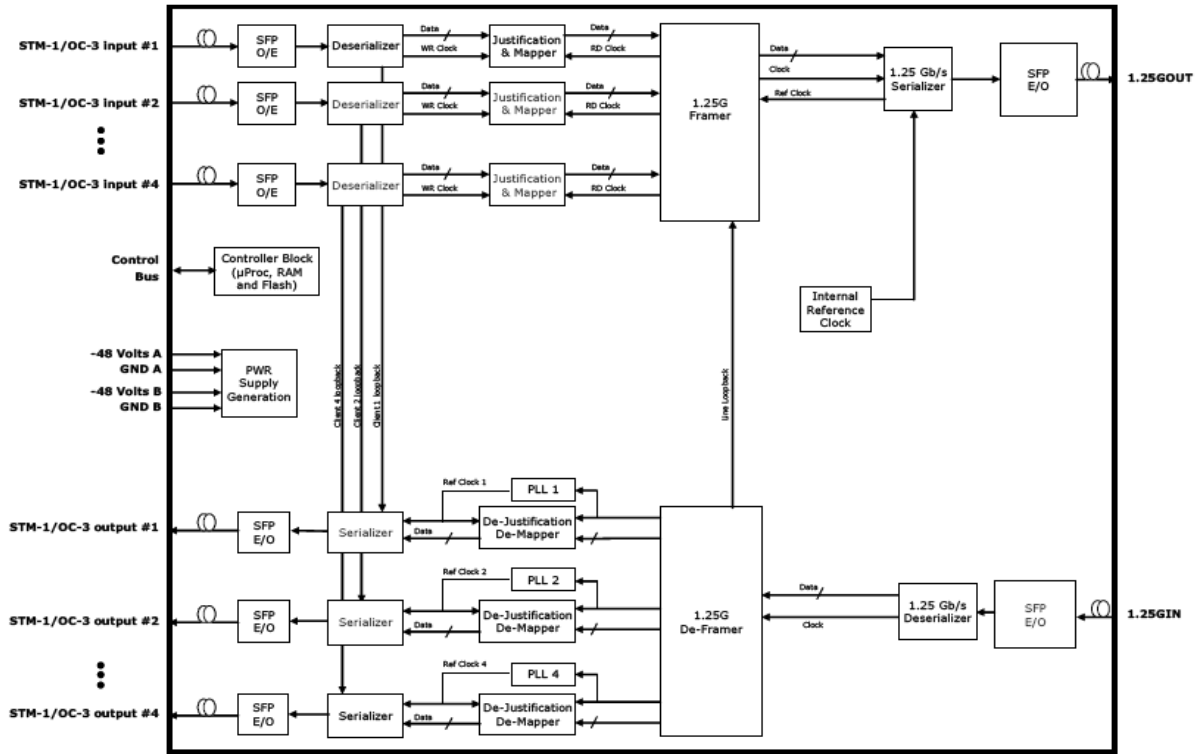 STM-1/OC-3 input #1
SFP
O/E
Deserializer
Data
WR Clock
Justification
& Mapper
Data
RD Clock
STM-1/OC-3 input #2
SFP
O/E
Deserializer
Data
WR Clock
Justification
& Mapper
Data
RD Clock
STM-1/OC-3 input #4
SFP
O/E
Deserializer
Data
WR Clock
Justification
& Mapper
Data
RD Clock
1.25G
Framer
Data
Clock
Ref Clock
1.25 Gb/s
Serializer
SFP
E/O
1.25GOUT
Control
Bus
Controller Block
(µProc, RAM
and Flash)
Internal
Reference
Clock
-48 Volts A
GND A
-48 Volts B
GND B
PWR
Supply
Generation
Client 4 loopback
Client 2 loopback
Client 1 loopback
Line Loopback
STM-1/OC-3 output #1
SFP
E/O
Serializer
Ref Clock 1
Data
PLL 1
De-Justification
De-Mapper
STM-1/OC-3 output #2
SFP
E/O
Serializer
Ref Clock 2
Data
PLL 2
De-Justification
De-Mapper
STM-1/OC-3 output #4
SFP
E/O
Serializer
Ref Clock 4
Data
PLL 4
De-Justification
De-Mapper
1.25G
De-Framer
Data
Clock
1.25 Gb/s
Deserializer
SFP
E/O
1.25GIN